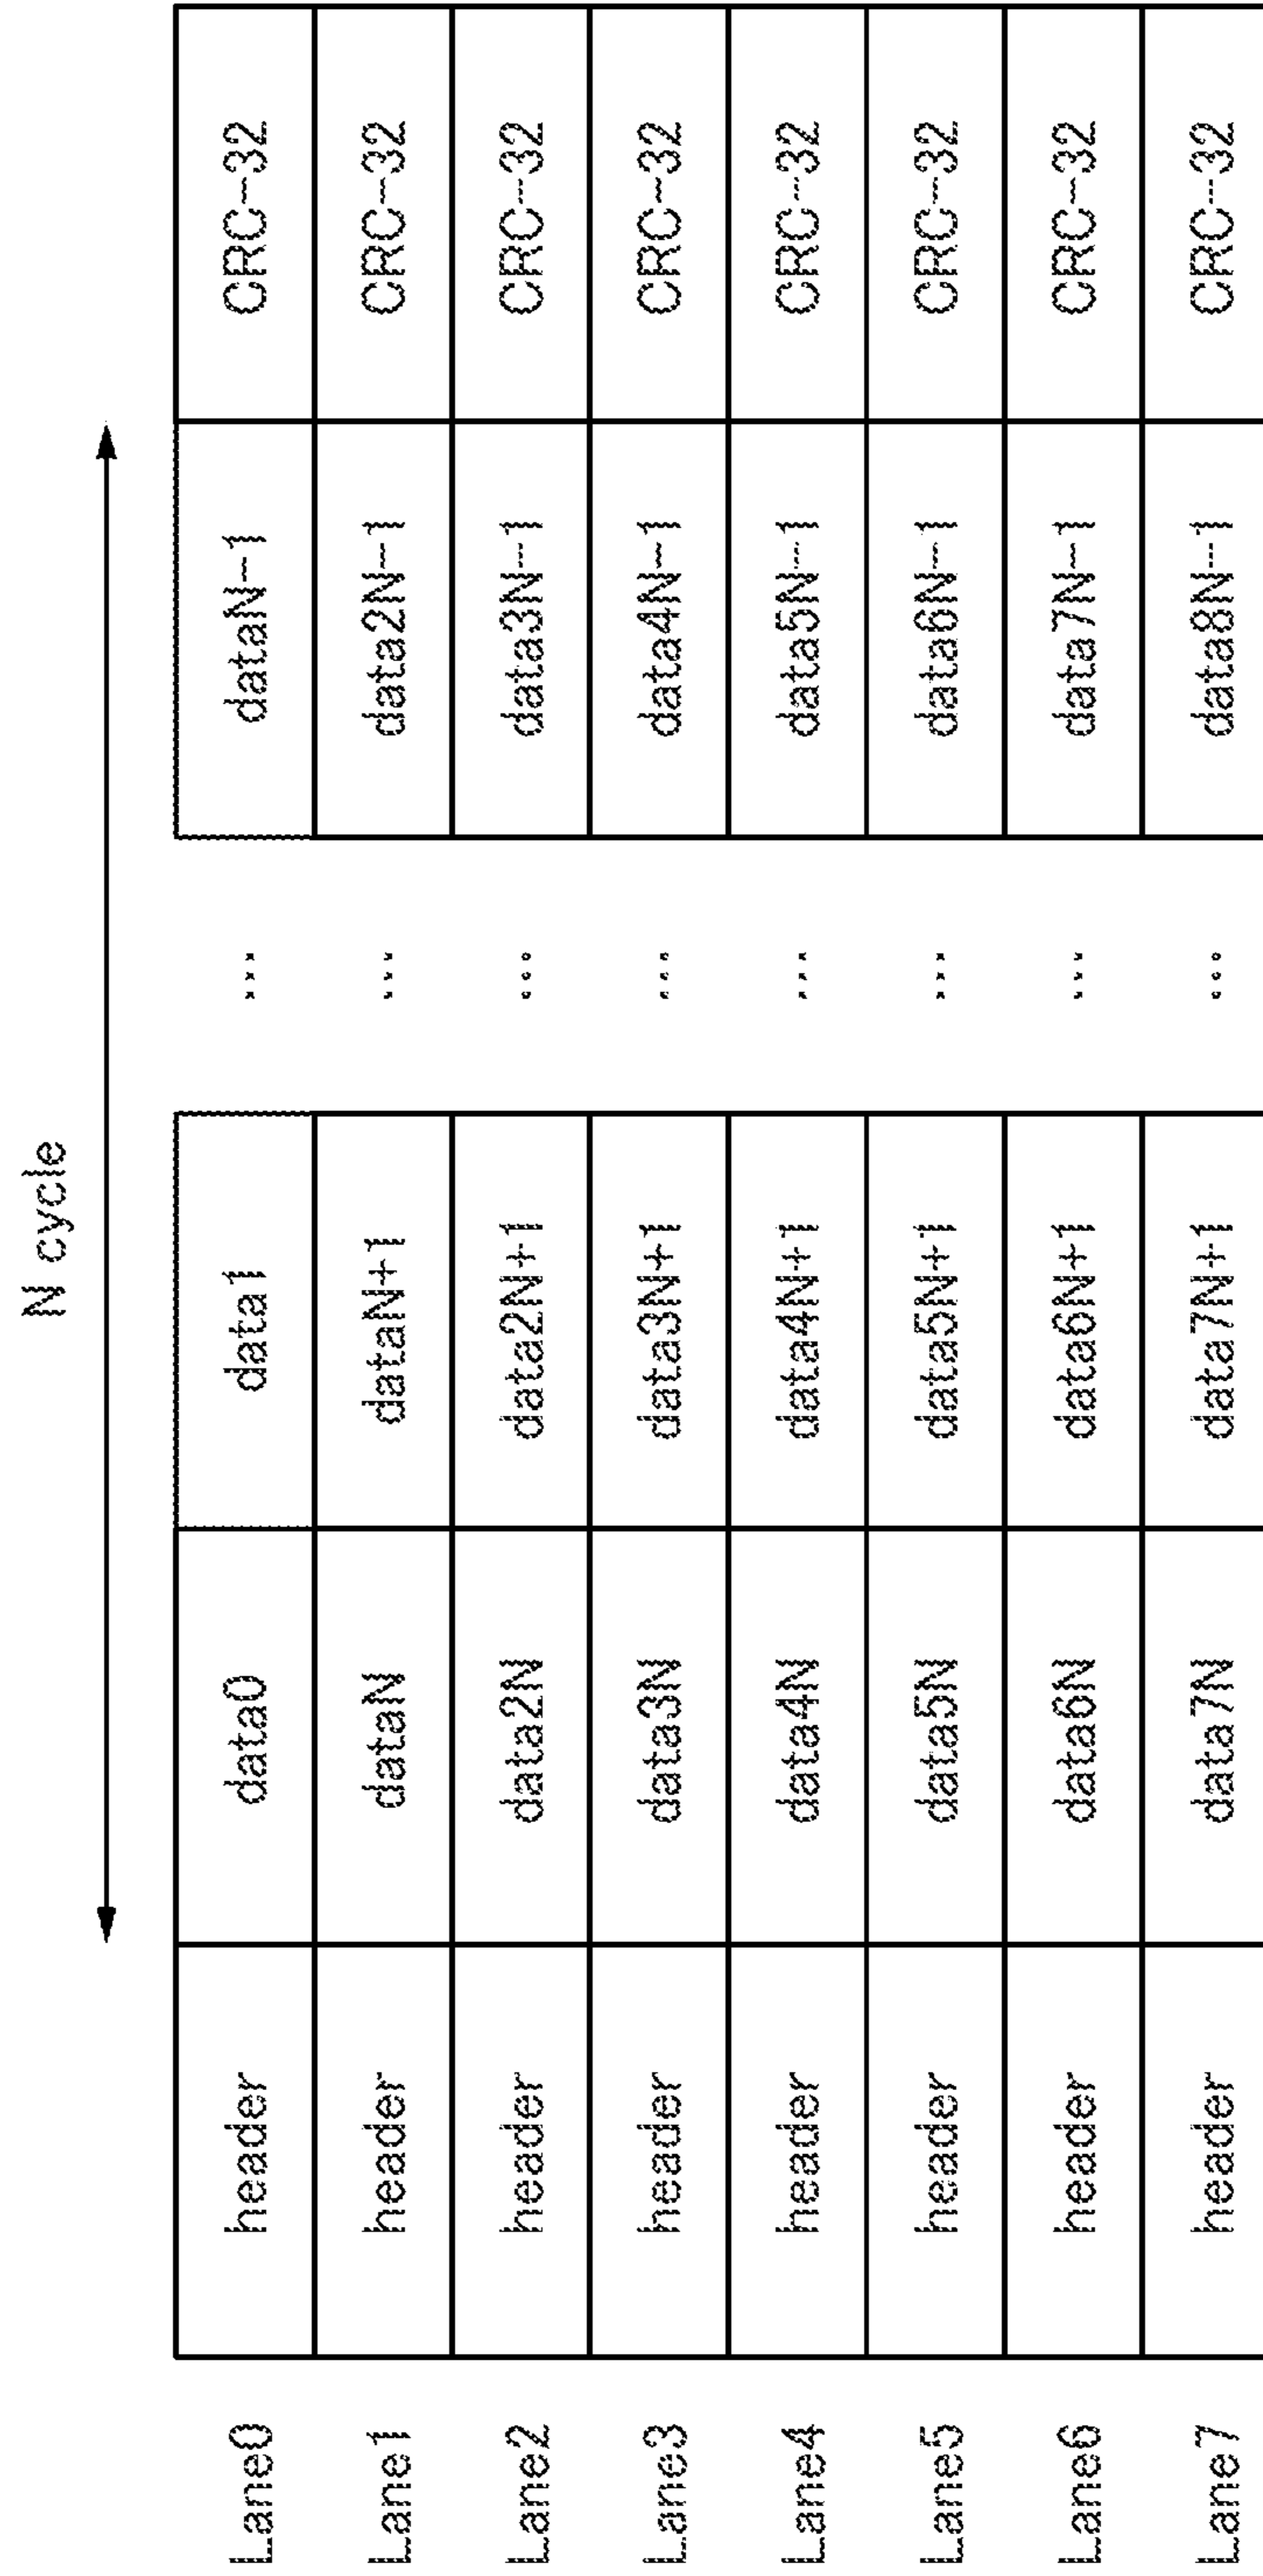 N cycle
Lane0 header data0 data1 ... dataN-1 CRC-32
Lane1 header dataN dataN+1 ... data2N-1 CRC-32
Lane2 header data2N data2N+1 ... data3N-1 CRC-32
Lane3 header data3N data3N+1 ... data4N-1 CRC-32
Lane4 header data4N data4N+1 ... data5N-1 CRC-32
Lane5 header data5N data5N+1 ... data6N-1 CRC-32
Lane6 header data6N data6N+1 ... data7N-1 CRC-32
Lane7 header data7N data7N+1 ... data8N-1 CRC-32